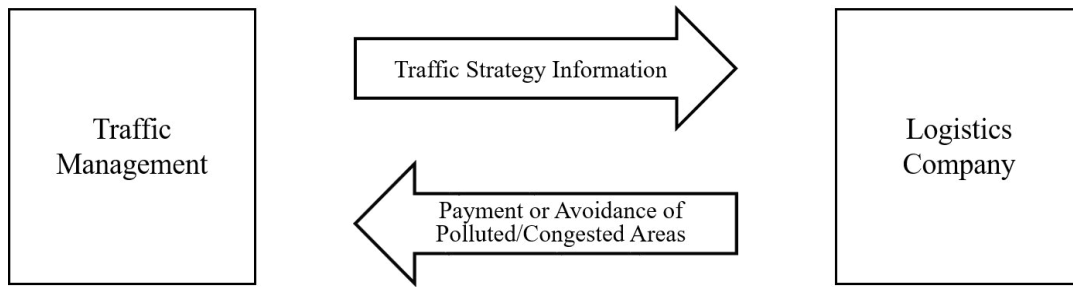 Traffic
Management
Traffic Strategy Information
Payment or Avoidance of
Polluted/Congested Areas
Logistics
Company